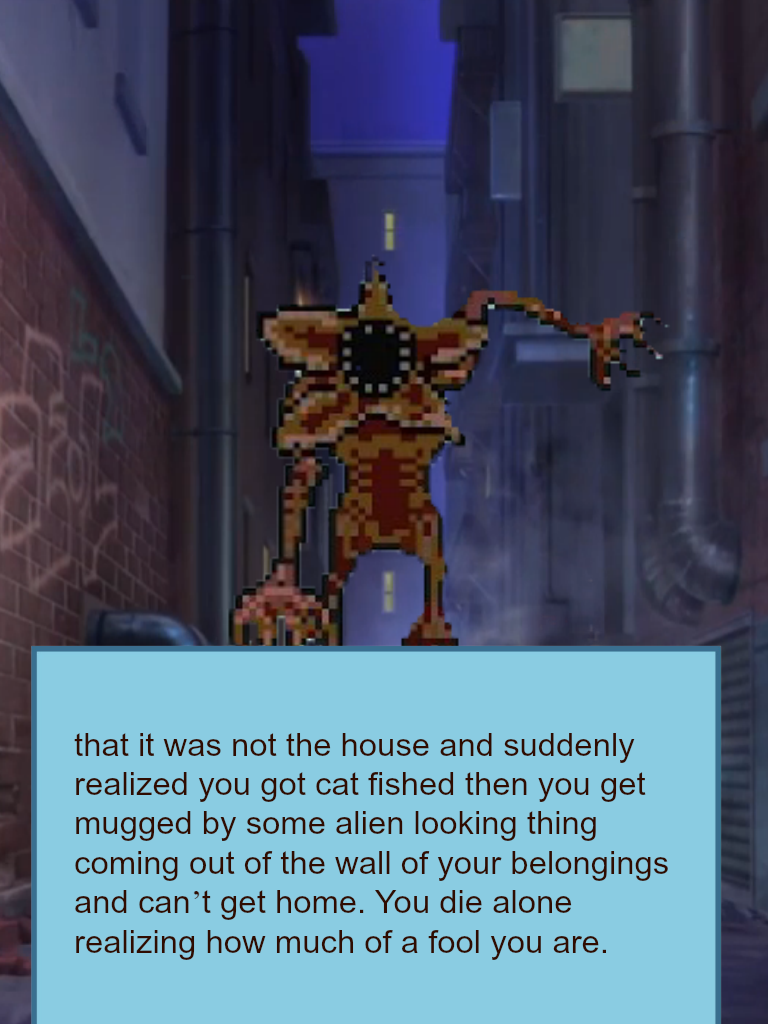 that it was not the house and suddenly
realized you got cat fished then you get
mugged by some alien looking thing
coming out of the wall of your belongings
and can’t get home. You die alone
realizing how much of a fool you are.